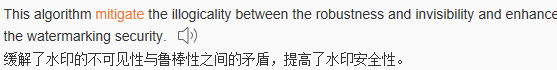 This algorithm mitigate the illogicality between the robustness and invisibility and enhance
the watermarking security.
缓解了水印的不可见性与鲁棒性之间的矛盾，提高了水印安全性。